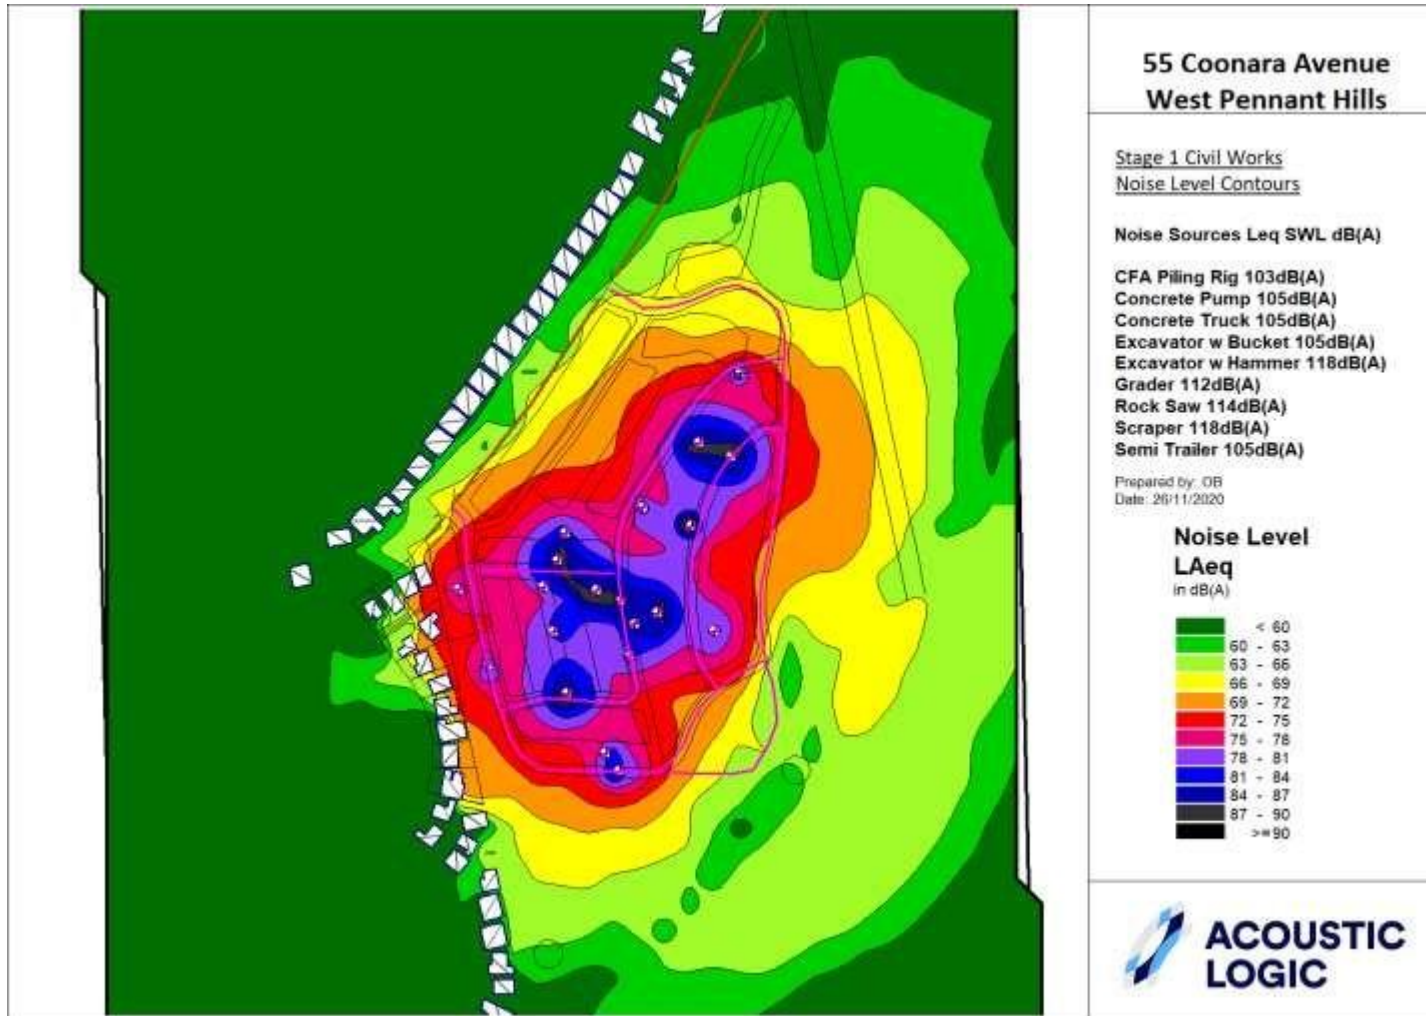 55 Coonara Avenue
West Pennant Hills
Stage 1 Civil Works
Noise Level Contours
Noise Sources Leq SWL dB(A)
CFA Piling Rig 103dB(A)
Concrete Pump 105dB(A)
Concrete Truck 105dB(A)
Excavator w Bucket 105dB(A)
Excavator w Hammer 118dB(A)
Grader 112dB(A)
Rock Saw 114dB(A)
Scraper 118dB(A)
Semi Trailer 105dB(A)
Prepared by: OB
Date: 26/11/2020
Noise Level
LAeq
in dB(A)
< 60
60 - 63
63 - 66
66 - 69
69 - 72
72 - 75
75 - 78
78 - 81
81 - 84
84 - 87
87 - 90
>=90
ACOUSTIC
LOGIC